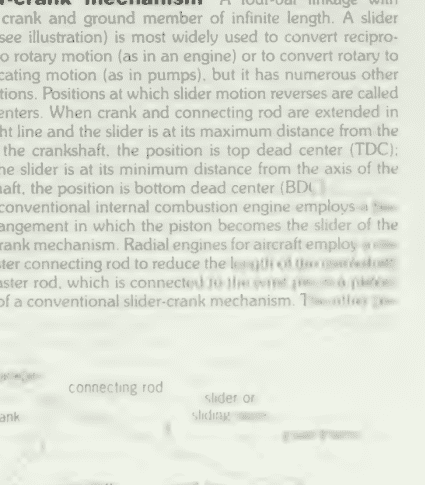 r-crank mechanism A four-bar linkage with
crank and ground member of infinite length. A slider
see illustration) is most widely used to convert recipro-
o rotary motion (as in an engine) or to convert rotary to
cating motion (as in pumps), but it has numerous other
tions. Positions at which slider motion reverses are called
enters. When crank and connecting rod are extended in
ht line and the slider is at its maximum distance from the
the crankshaft, the position is top dead center (TDC);
he slider is at its minimum distance from the axis of the
haft, the position is bottom dead center (BDC
conventional internal combustion engine employs a
angement in which the piston becomes the slider of the
rank mechanism. Radial engines for aircraft employ
ter connecting rod to reduce the length of the
aster rod, which is connected to the
of a conventional slider-crank mechanism.
connecting rod
slider or
ank
sliding